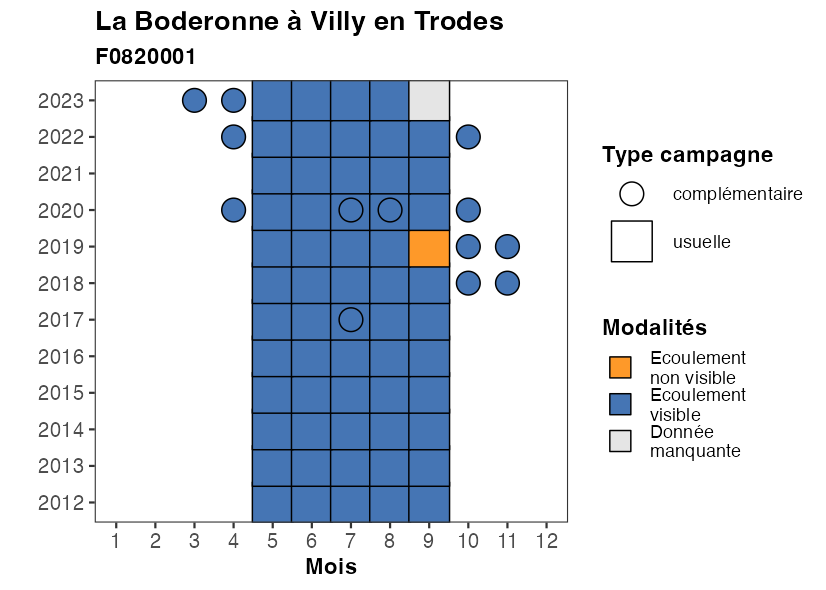 La Boderonne à Villy en Trodes
F0820001
2023
2022
2021
2020
2019
2018
2017
2016
2015
2014
2013
2012
1 2 3 4 5 6 7 8 9 10 11 12
Mois
Type campagne
complémentaire
usuelle
Modalités
Ecoulement
non visible
Ecoulement
visible
Donnée
manquante